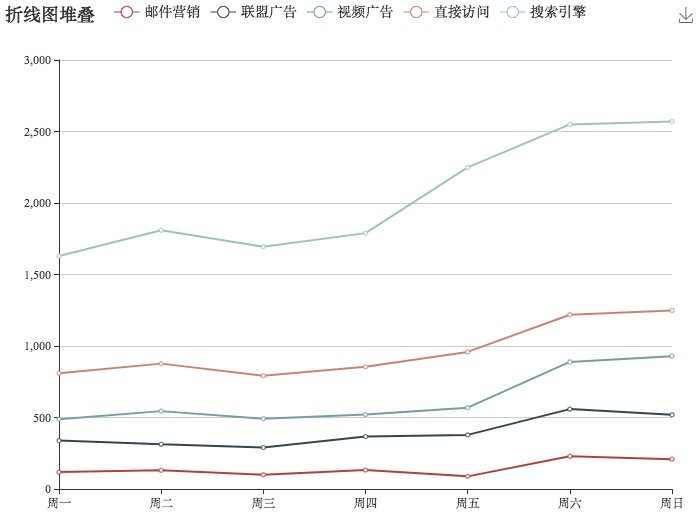 折线图堆叠
邮件营销 联盟广告 视频广告 直接访问 搜索引擎
3,000
2,500
2,000
1,500
1,000
500
0
周一 周二 周三 周四 周五 周六 周日